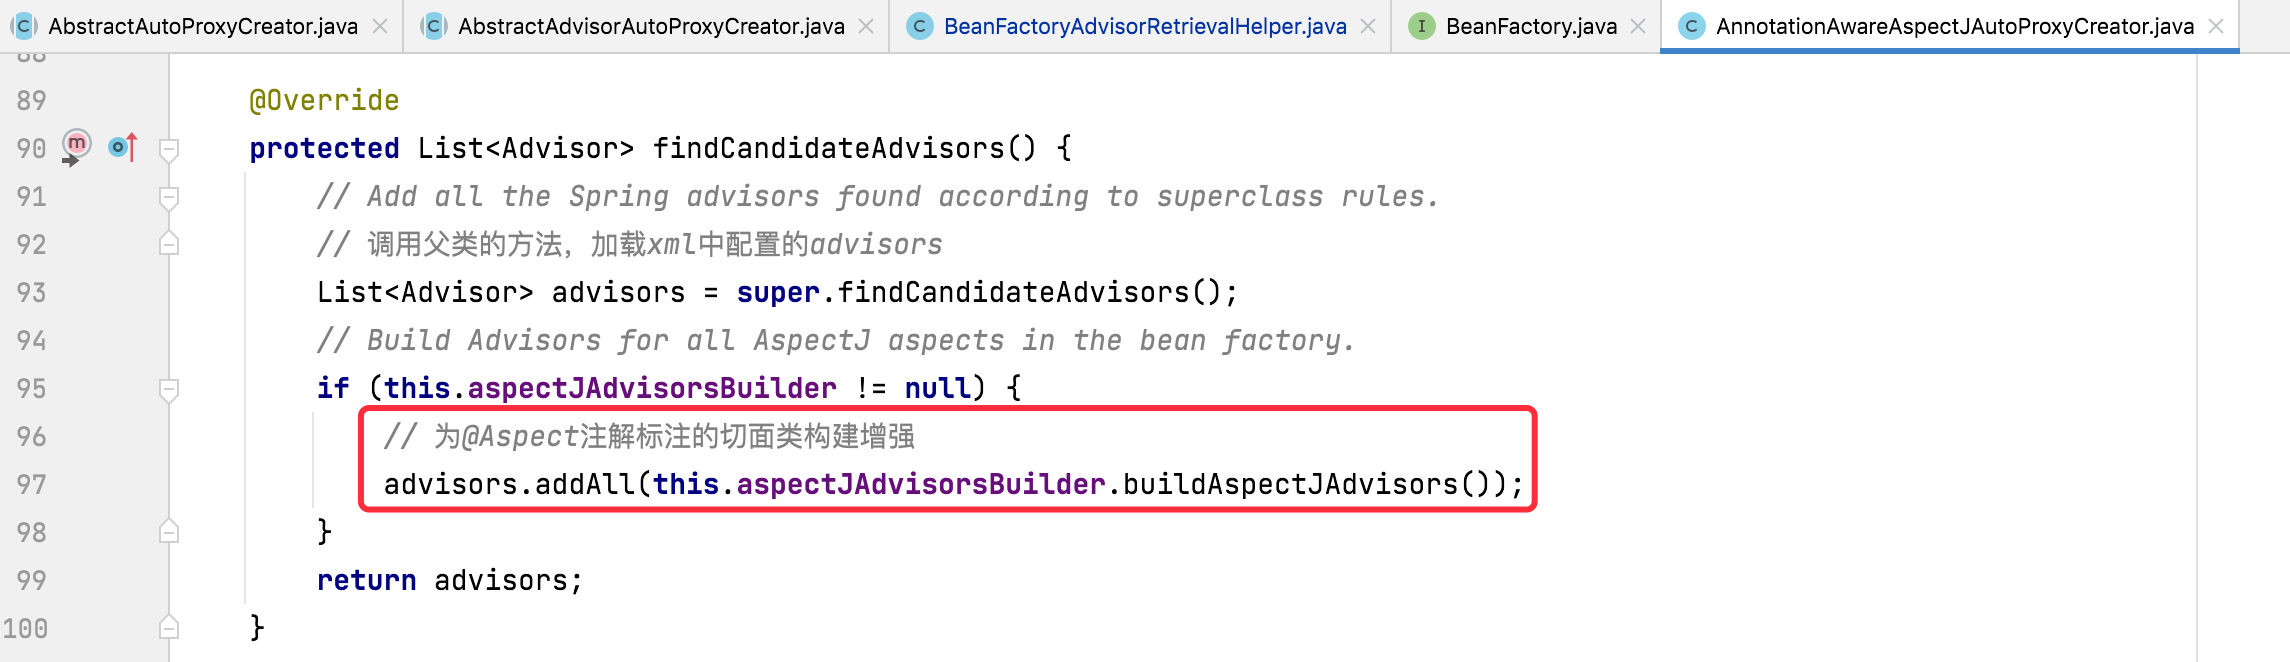 AbstractAutoProxyCreator.java AbstractAdvisorAutoProxyCreator.java BeanFactoryAdvisorRetrievalHelper.java BeanFactory.java AnnotationAwareAspectJAutoProxyCreator.java
88
89 @Override
90 protected List<Advisor> findCandidateAdvisors() {
91 // Add all the Spring advisors found according to superclass rules.
92 // 调用父类的方法，加载xml中配置的advisors
93 List<Advisor> advisors = super.findCandidateAdvisors();
94 // Build Advisors for all AspectJ aspects in the bean factory.
95 if (this.aspectJAdvisorsBuilder != null) {
96 // 为@Aspect注解标注的切面类构建增强
97 advisors.addAll(this.aspectJAdvisorsBuilder.buildAspectJAdvisors());
98 }
99 return advisors;
100 }